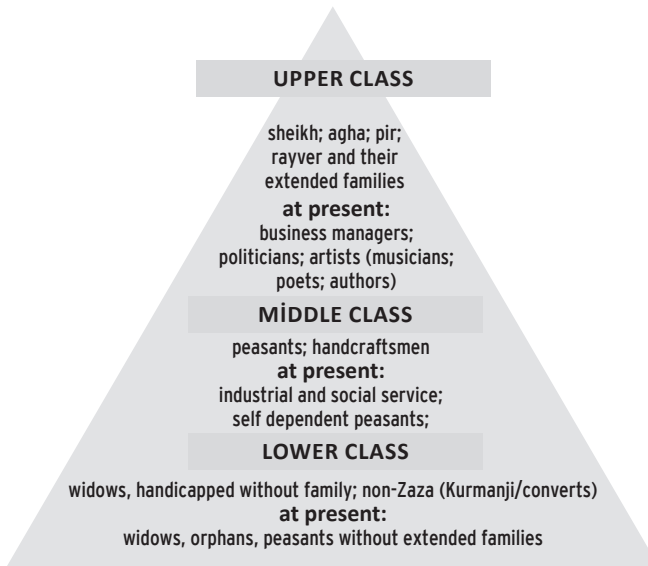 UPPER CLASS
sheikh; agha; pir;
rayver and their
extended families
at present:
business managers;
politicians; artists (musicians;
poets; authors)
MİDDLE CLASS
peasants; handcraftsmen
at present:
industrial and social service;
self dependent peasants;
LOWER CLASS
widows, handicapped without family; non-Zaza (Kurmanji/converts)
at present:
widows, orphans, peasants without extended families